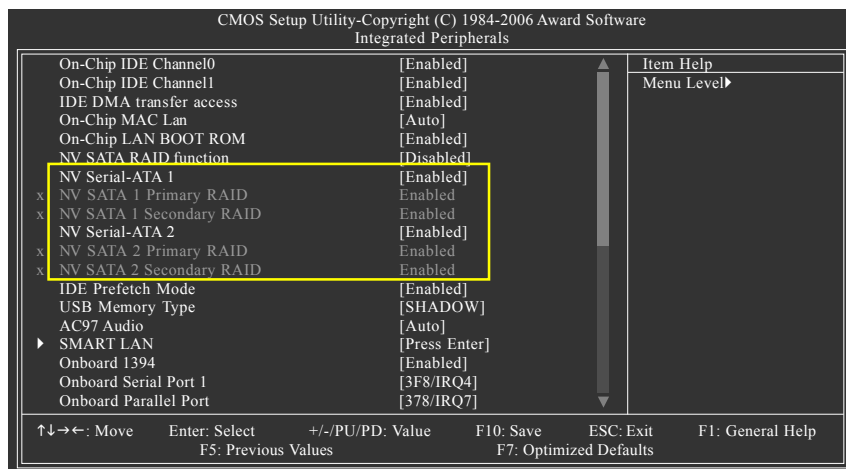 CMOS Setup Utility-Copyright (C) 1984-2006 Award Software
Integrated Peripherals
On-Chip IDE Channel0 [Enabled]
On-Chip IDE Channel1 [Enabled]
IDE DMA transfer access [Enabled]
On-Chip MAC Lan [Auto]
On-Chip LAN BOOT ROM [Enabled]
NV SATA RAID function [Disabled]
NV Serial-ATA 1 [Enabled]
x NV SATA 1 Primary RAID Enabled
x NV SATA 1 Secondary RAID Enabled
NV Serial-ATA 2 [Enabled]
x NV SATA 2 Primary RAID Enabled
x NV SATA 2 Secondary RAID Enabled
IDE Prefetch Mode [Enabled]
USB Memory Type [SHADOW]
AC97 Audio [Auto]
SMART LAN [Press Enter]
Onboard 1394 [Enabled]
Onboard Serial Port 1 [3F8/IRQ4]
Onboard Parallel Port [378/IRQ7]
Item Help
Menu Level▶
↑↓→←: Move Enter: Select +/-/PU/PD: Value F10: Save ESC: Exit F1: General Help
F5: Previous Values F7: Optimized Defaults